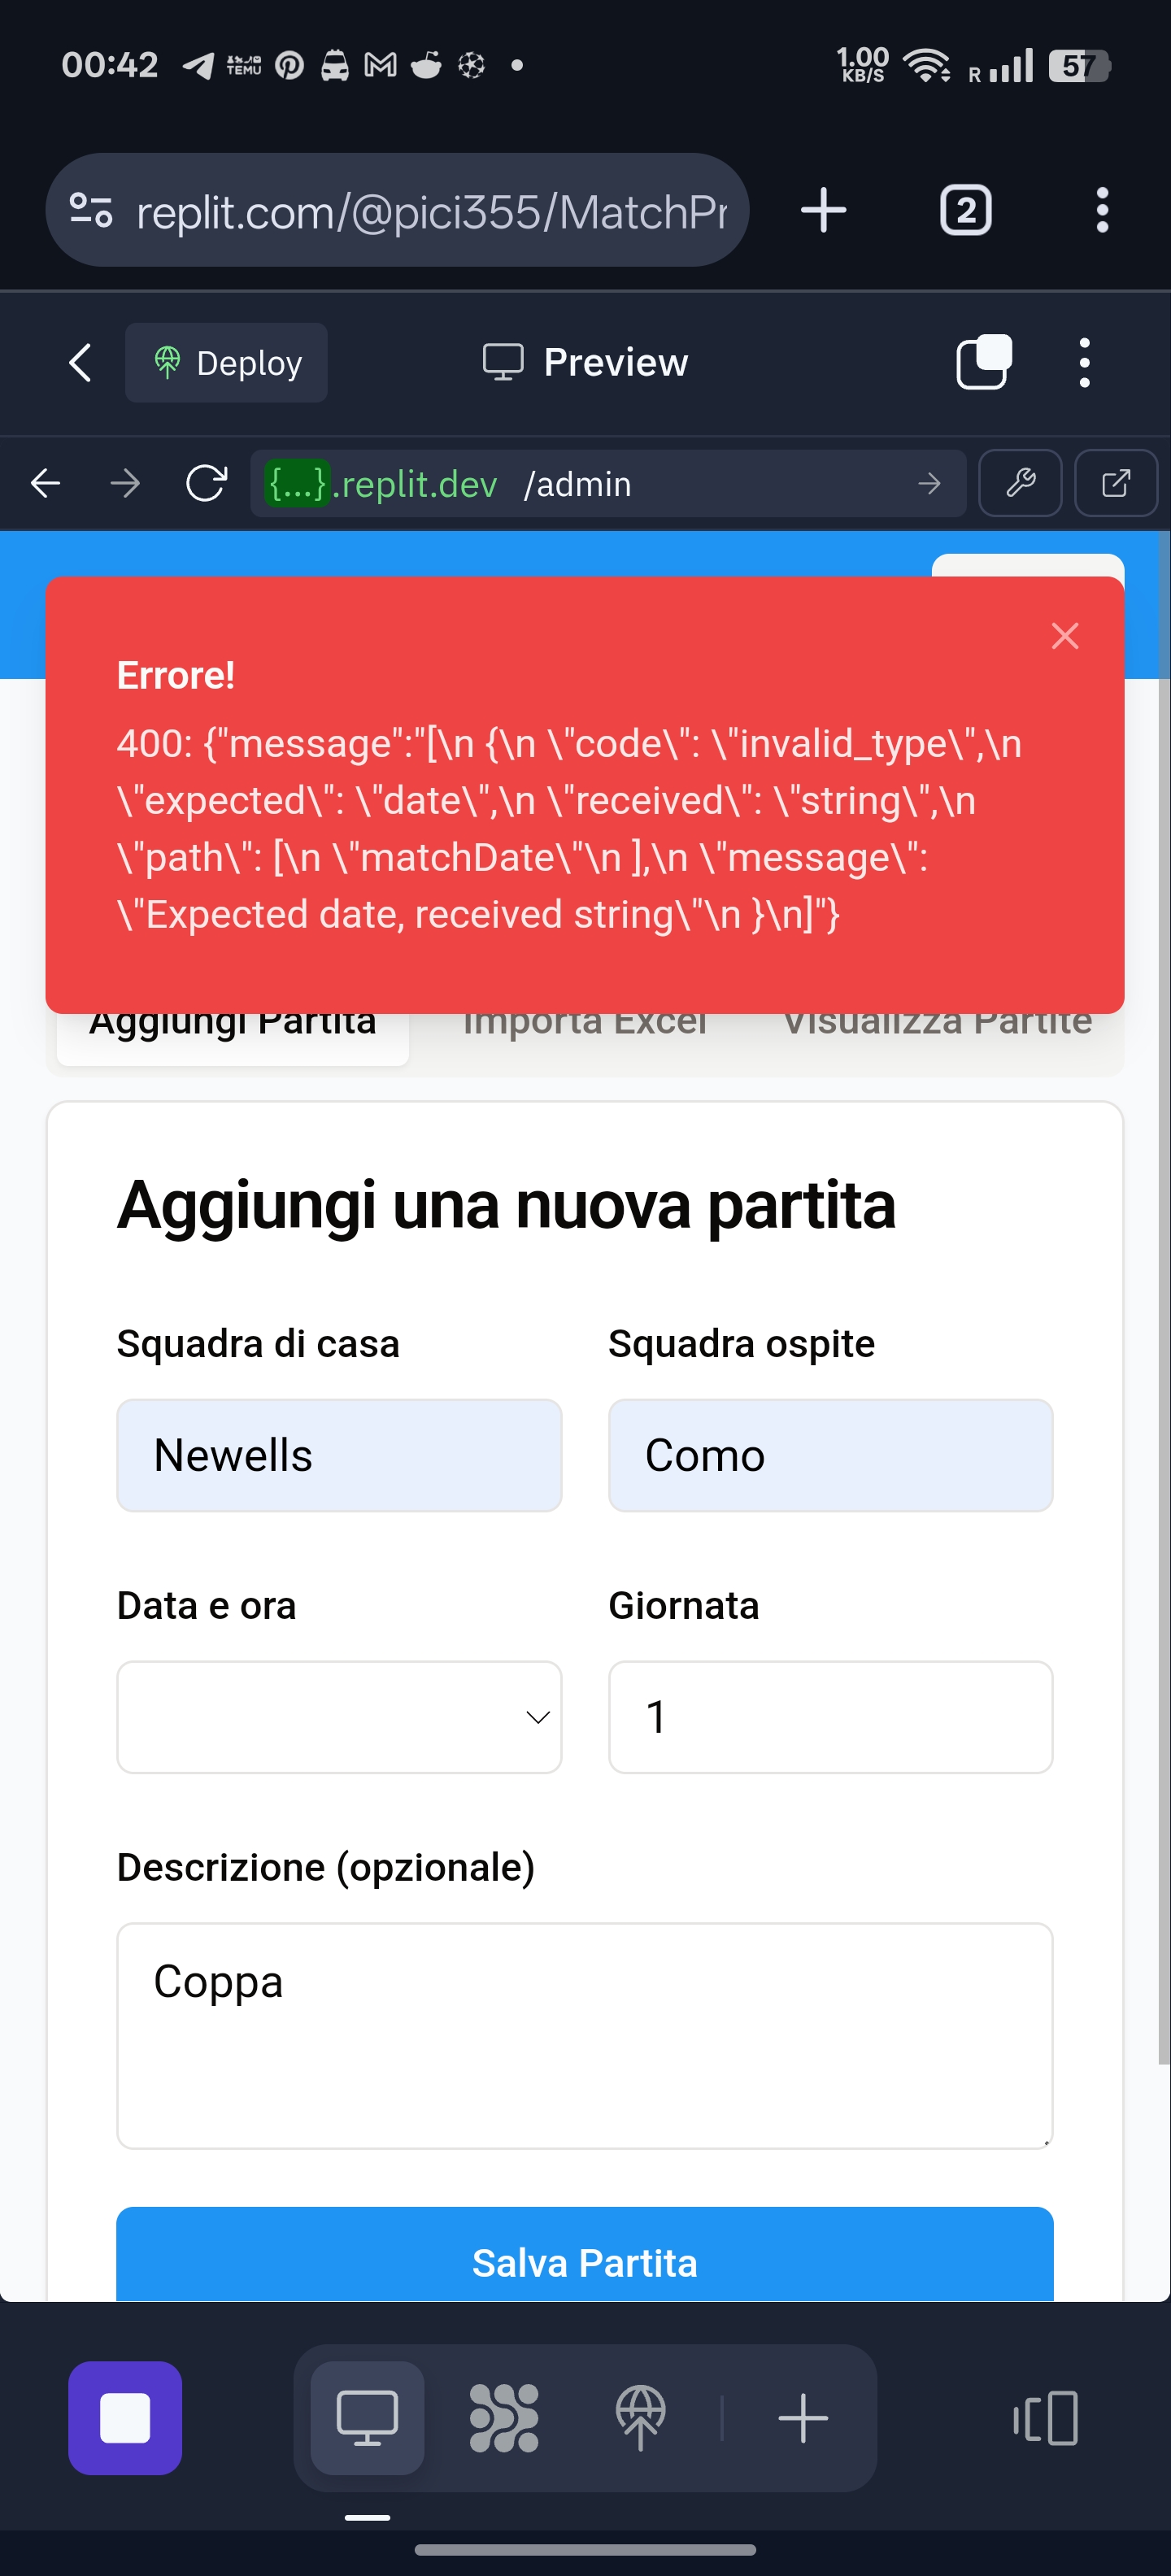 00:42
TEMU
1.00
KB/S
R
57
replit.com/@pici355/MatchPr
2
Deploy
Preview
{...}.replit.dev /admin
Errore!
400: {"message":"[\n {\n \"code\": \"invalid_type\",\n
\"expected\": \"date\",\n \"received\": \"string\",\n
\"path\": [\n \"matchDate\"\n ],\n \"message\":
\"Expected date, received string\"\n }\n]"}
Aggiungi Partita
Importa Excel
Visualizza Partite
Aggiungi una nuova partita
Squadra di casa
Squadra ospite
Newells
Como
Data e ora
Giornata
1
Descrizione (opzionale)
Coppa
Salva Partita